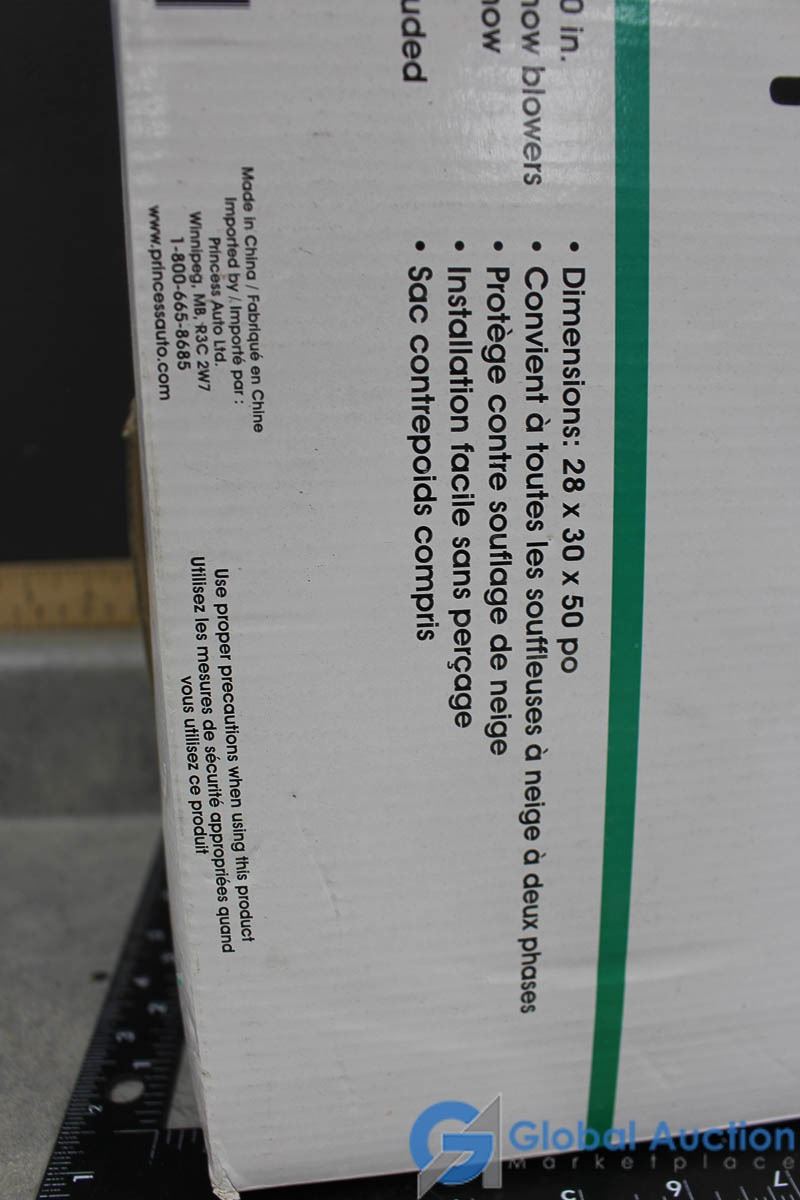 0 in.
now blowers
now
uded
• Dimensions: 28 x 30 x 50 po
• Convient à toutes les souffleuses à neige à deux phases
• Protège contre souflage de neige
• Installation facile sans perçage
• Sac contrepoids compris
Made in China / Fabriqué en Chine
Imported by / Importé par :
Princess Auto Ltd.
Winnipeg, MB, R3C 2W7
1-800-665-8685
www.princessauto.com
Use proper precautions when using this product
Utilisez les mesures de sécurité appropriées quand
vous utilisez ce produit
Global Auction
Marketplace